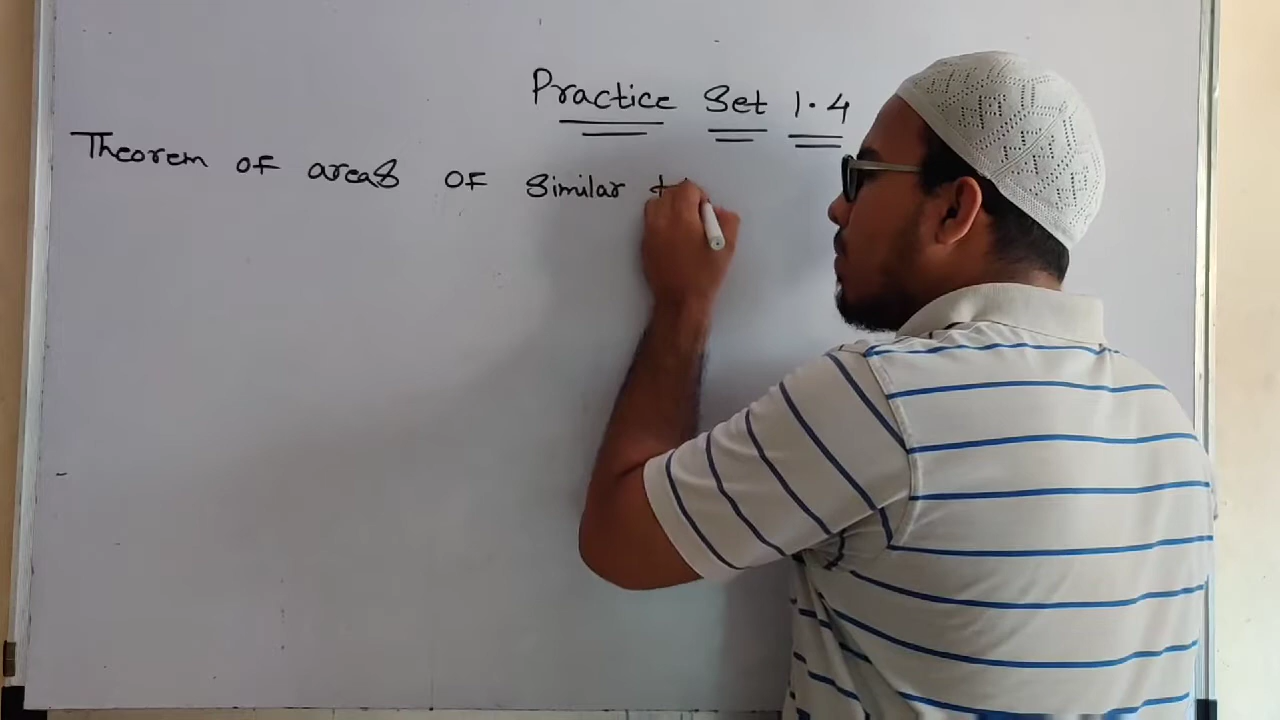 Practice Set 1.4
Theorem of areas of similar